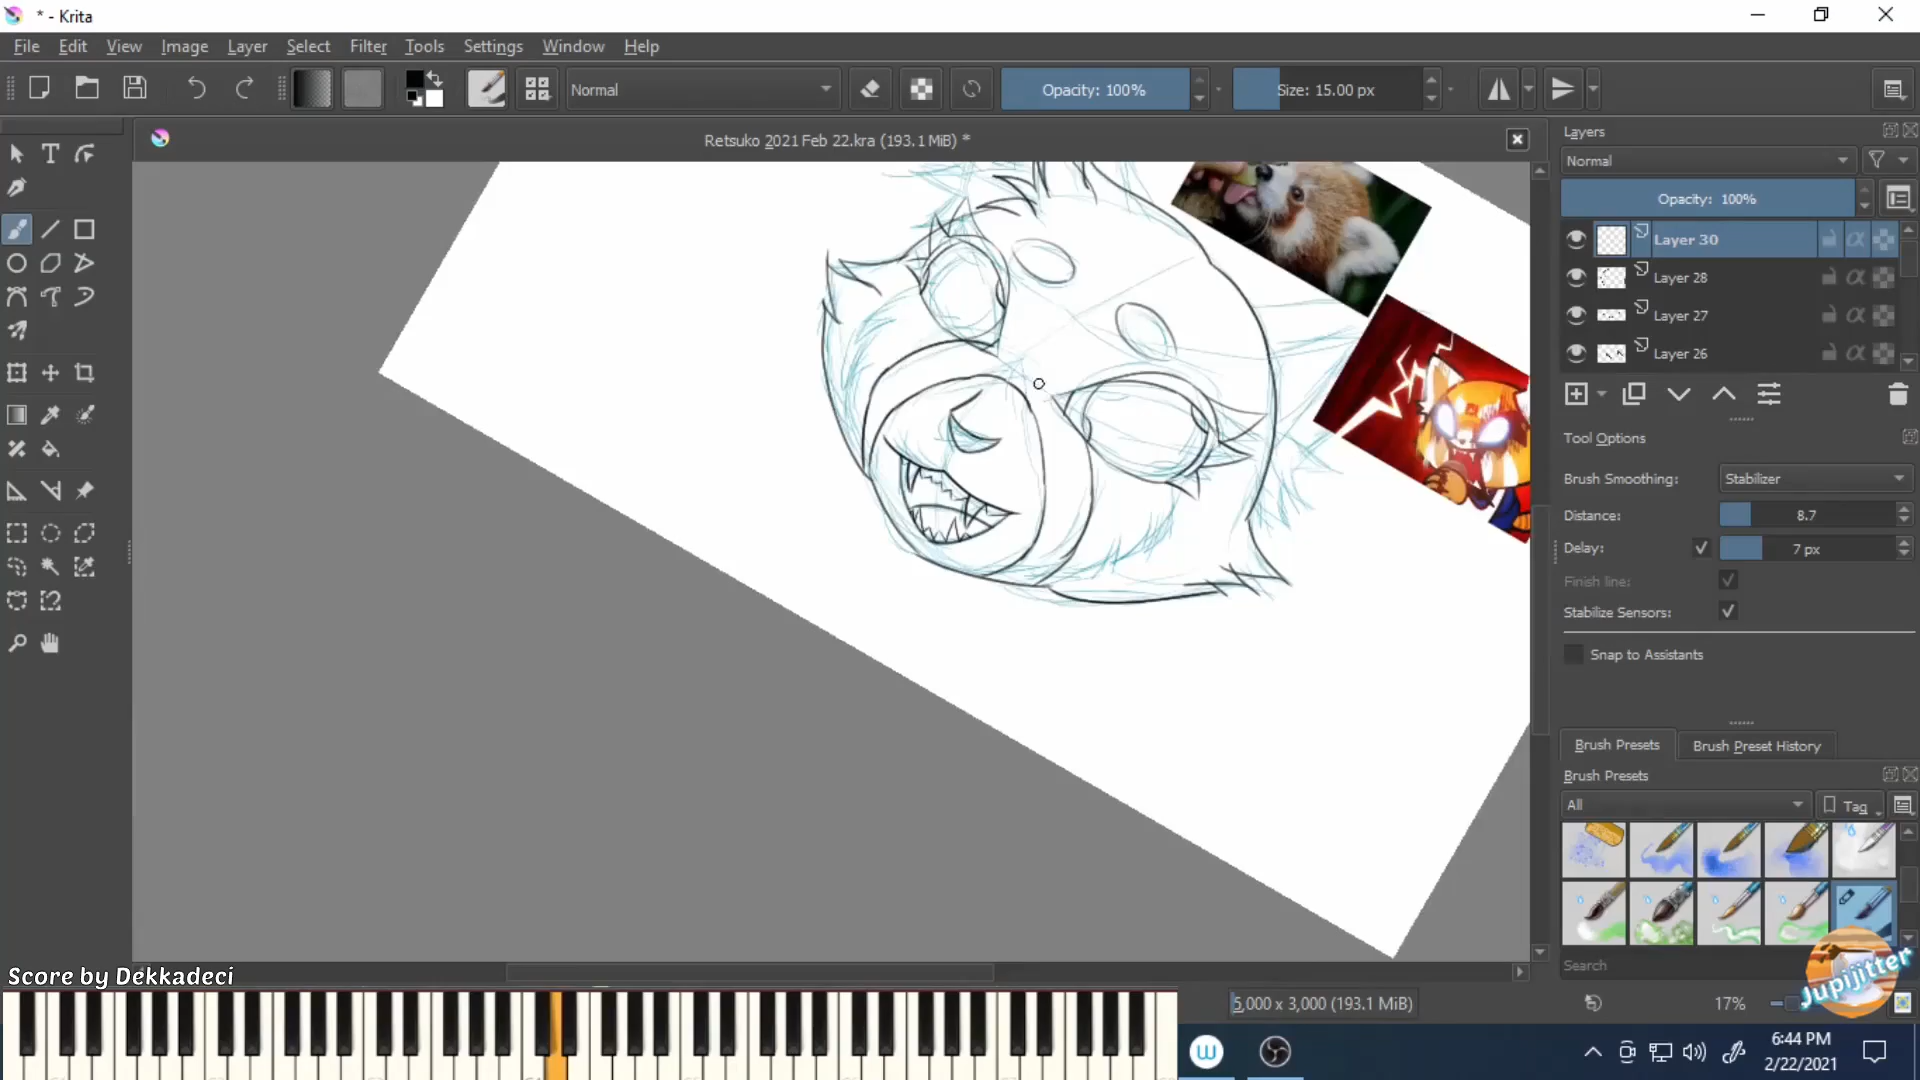 * - Krita
File Edit View Image Layer Select Filter Tools Settings Window Help
Normal
Opacity: 100%
Size: 15.00 px
Retsuko 2021 Feb 22.kra (193.1 MiB) *
Layers
Normal
Opacity: 100%
Layer 30
Layer 28
Layer 27
Layer 26
Tool Options
Brush Smoothing: Stabilizer
Distance: 8.7
Delay: 7 px
Finish line:
Stabilize Sensors:
Snap to Assistants
Brush Presets Brush Preset History
Brush Presets
All Tag
Search
Score by Dekkadeci
Jupijitter
5,000 x 3,000 (193.1 MiB) 17%
6:44 PM
2/22/2021